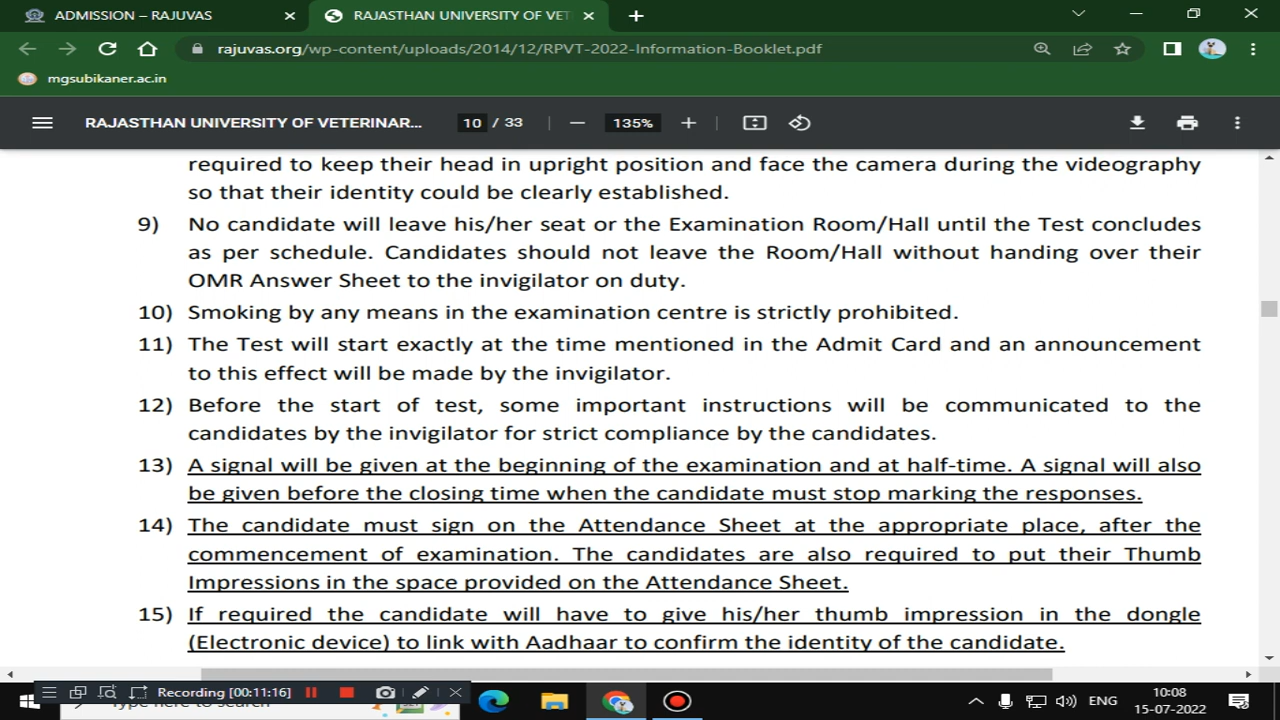 ADMISSION – RAJUVAS
RAJASTHAN UNIVERSITY OF VET
rajuvas.org/wp-content/uploads/2014/12/RPVT-2022-Information-Booklet.pdf
mgsubikaner.ac.in
RAJASTHAN UNIVERSITY OF VETERINAR... 10 / 33 135%
required to keep their head in upright position and face the camera during the videography
so that their identity could be clearly established.
9) No candidate will leave his/her seat or the Examination Room/Hall until the Test concludes
as per schedule. Candidates should not leave the Room/Hall without handing over their
OMR Answer Sheet to the invigilator on duty.
10) Smoking by any means in the examination centre is strictly prohibited.
11) The Test will start exactly at the time mentioned in the Admit Card and an announcement
to this effect will be made by the invigilator.
12) Before the start of test, some important instructions will be communicated to the
candidates by the invigilator for strict compliance by the candidates.
13) A signal will be given at the beginning of the examination and at half-time. A signal will also
be given before the closing time when the candidate must stop marking the responses.
14) The candidate must sign on the Attendance Sheet at the appropriate place, after the
commencement of examination. The candidates are also required to put their Thumb
Impressions in the space provided on the Attendance Sheet.
15) If required the candidate will have to give his/her thumb impression in the dongle
(Electronic device) to link with Aadhaar to confirm the identity of the candidate.
Recording [00:11:16]
Type here to search
ENG
10:08
15-07-2022